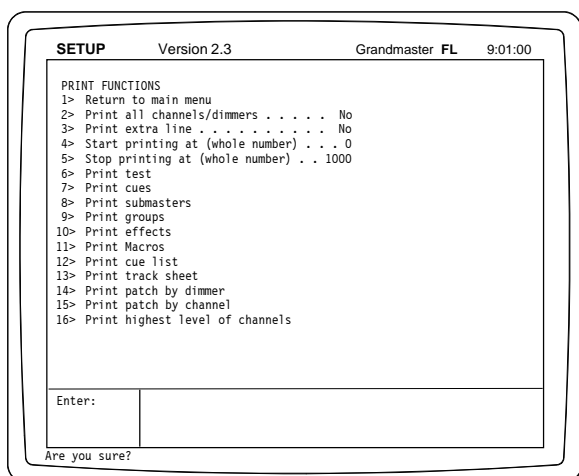 SETUP Version 2.3 Grandmaster FL 9:01:00
PRINT FUNCTIONS
1> Return to main menu
2> Print all channels/dimmers . . . . . No
3> Print extra line . . . . . . . . . . No
4> Start printing at (whole number) . . . 0
5> Stop printing at (whole number) . . 1000
6> Print test
7> Print cues
8> Print submasters
9> Print groups
10> Print effects
11> Print Macros
12> Print cue list
13> Print track sheet
14> Print patch by dimmer
15> Print patch by channel
16> Print highest level of channels
Enter:
Are you sure?